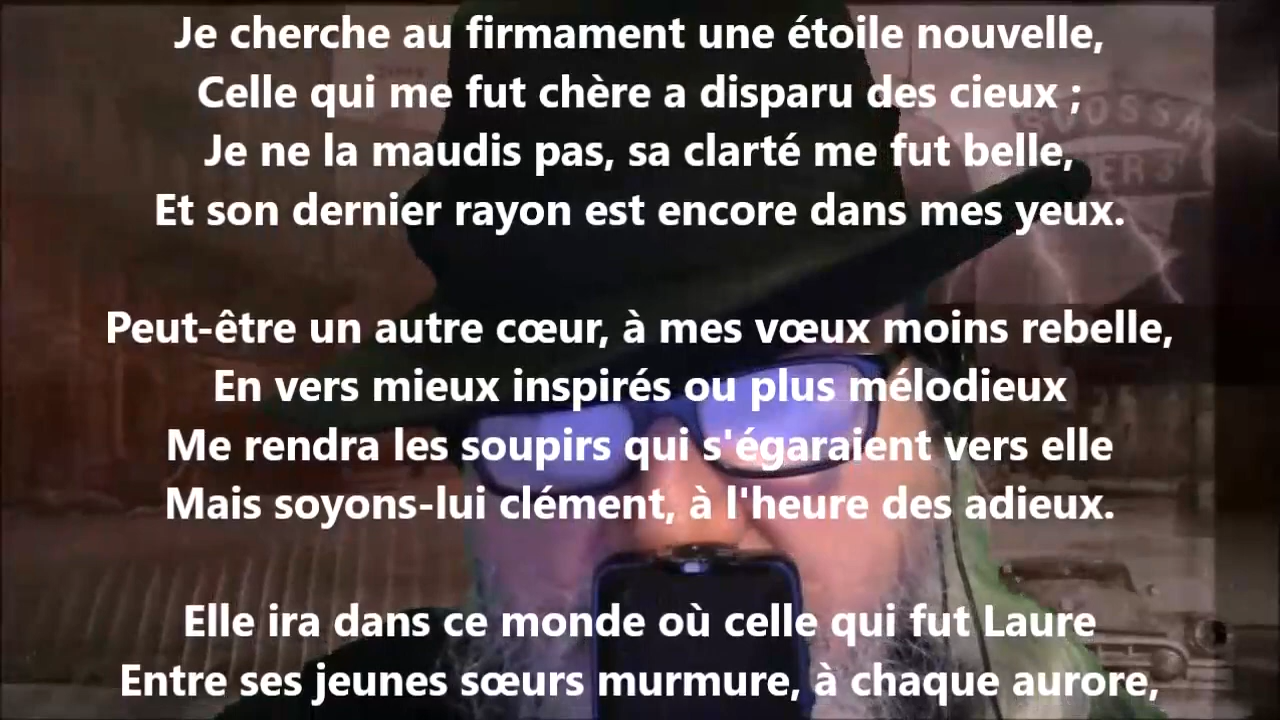 Je cherche au firmament une étoile nouvelle,
Celle qui me fut chère a disparu des cieux ;
Je ne la maudis pas, sa clarté me fut belle,
Et son dernier rayon est encore dans mes yeux.
Peut-être un autre cœur, à mes vœux moins rebelle,
En vers mieux inspirés ou plus mélodieux
Me rendra les soupirs qui s'égaraient vers elle
Mais soyons-lui clément, à l'heure des adieux.
Elle ira dans ce monde où celle qui fut Laure
Entre ses jeunes sœurs murmure, à chaque aurore,